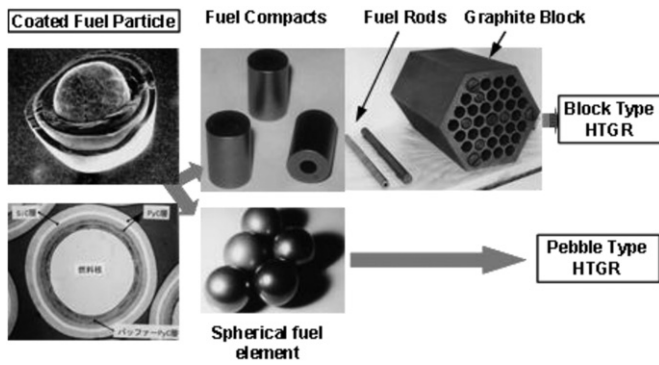 Coated Fuel Particle
Fuel Compacts
Fuel Rods
Graphite Block
Block Type
HTGR
SiC層
PyC層
燃料核
バッファーPyC層
Spherical fuel
element
Pebble Type
HTGR